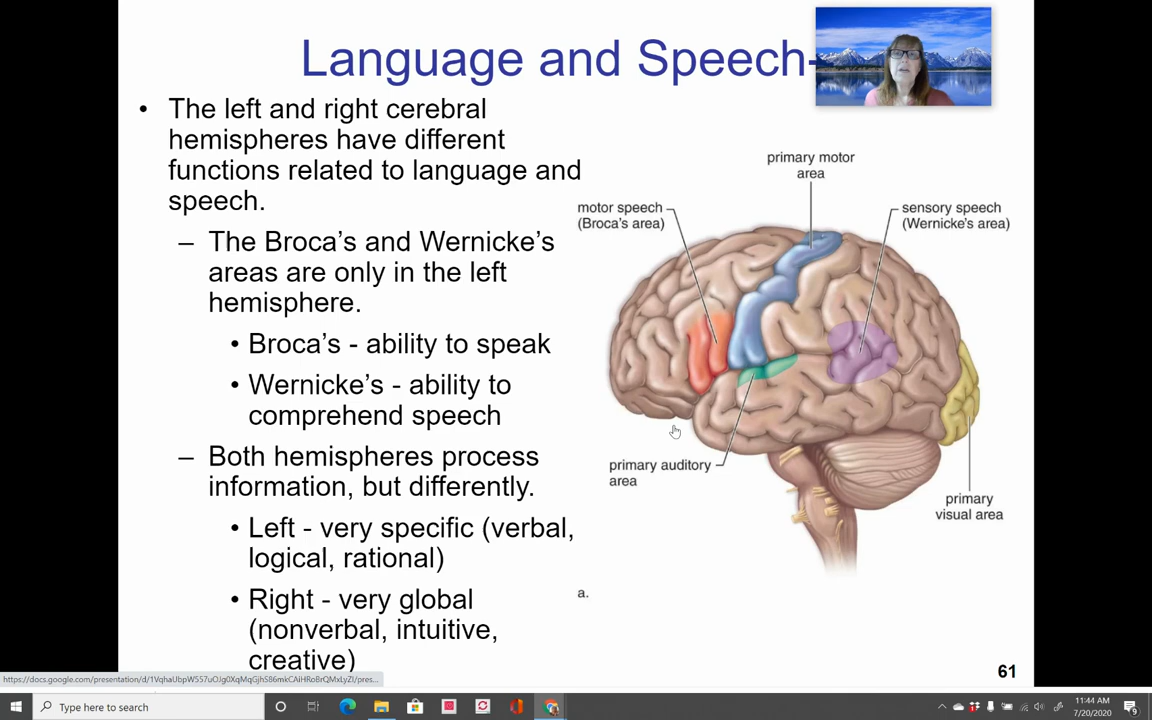 Language and Speech-
• The left and right cerebral
hemispheres have different
functions related to language and
speech.
– The Broca’s and Wernicke’s
areas are only in the left
hemisphere.
• Broca’s - ability to speak
• Wernicke’s - ability to
comprehend speech
– Both hemispheres process
information, but differently.
• Left - very specific (verbal,
logical, rational)
• Right - very global
(nonverbal, intuitive,
creative)
primary motor
area
motor speech
(Broca’s area)
sensory speech
(Wernicke’s area)
primary auditory
area
primary
visual area
a.
61
Type here to search
11:44 AM
7/20/2020